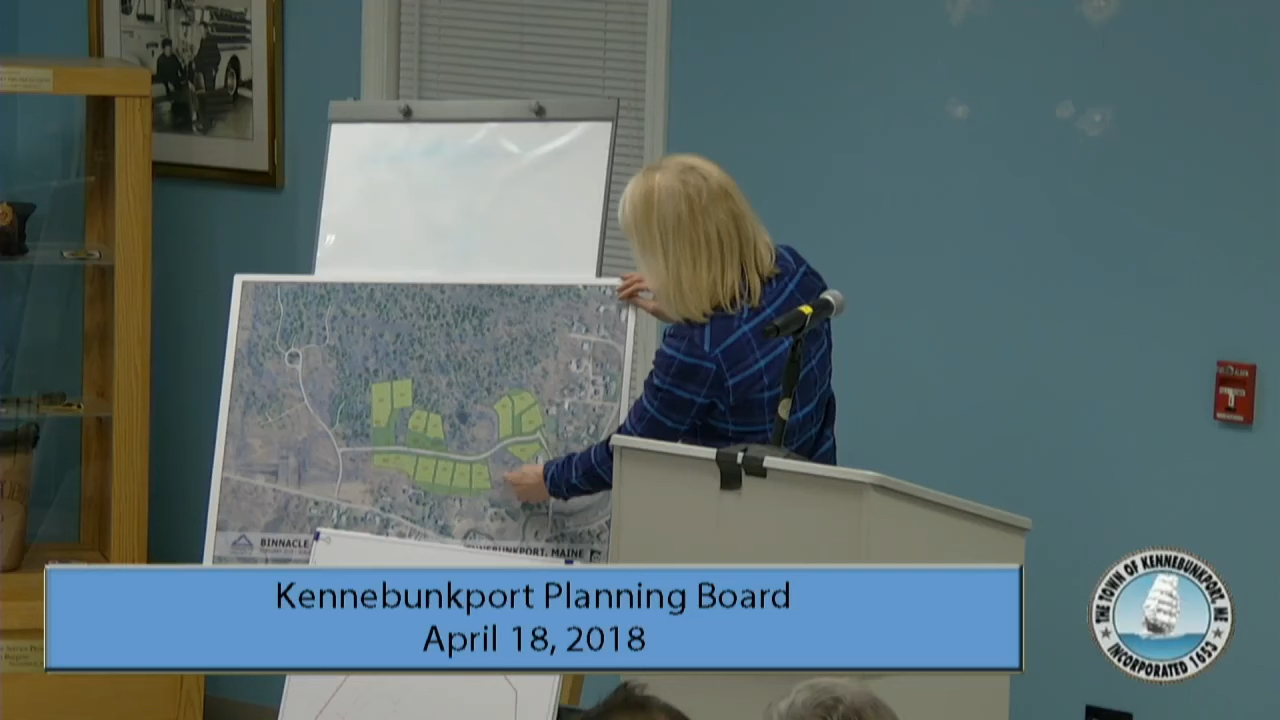 BINNACLE
KENNEBUNKPORT, MAINE
Kennebunkport Planning Board
April 18, 2018
THE TOWN OF KENNEBUNKPORT, ME
INCORPORATED 1653